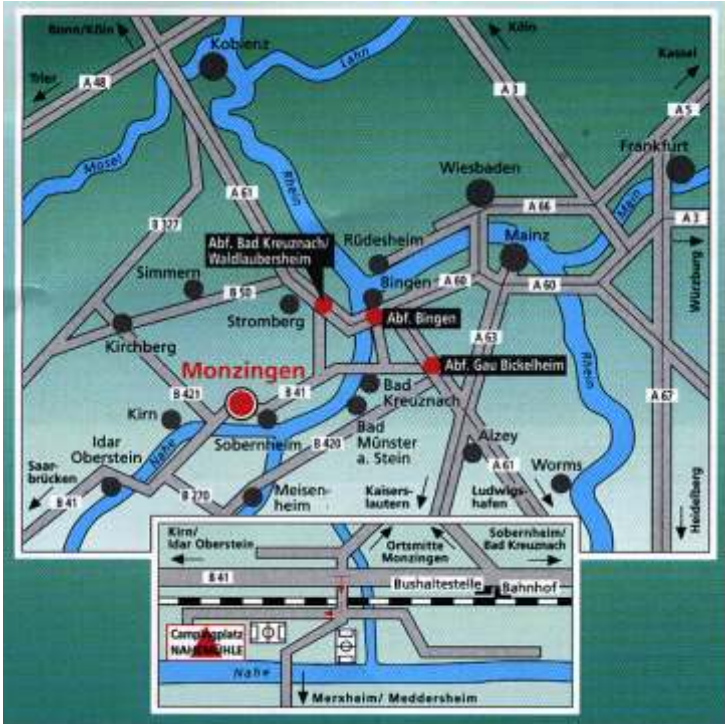 Bonn/Köln
Köln
Koblenz
Lahn
Kassel
Trier
A 48
A 3
A 5
Mosel
Frankfurt
Wiesbaden
A 61
Rhein
Main
B 327
A 66
A 3
Abf. Bad Kreuznach/
Waldlaubersheim
Rüdesheim
Mainz
Würzburg
Simmern
Bingen
A 60
A 60
B 50
Stromberg
Abf. Bingen
A 63
Kirchberg
Rhein
Monzingen
Abf. Gau Bickelheim
B 421
B 41
Bad
Kreuznach
A 67
Kirn
Sobernheim
Bad
Münster
a. Stein
Idar
Oberstein
Nahe
B 420
Alzey
Saar-
brücken
A 61
Worms
B 41
B 270
Meisen-
heim
Kaisers-
lautern
Ludwigs-
hafen
Heidelberg
Kirn/
Idar Oberstein
Ortsmitte
Monzingen
Sobernheim/
Bad Kreuznach
B 41
Bushaltestelle
Bahnhof
Campingplatz
NAHEMÜHLE
Nahe
Merxheim/ Meddersheim